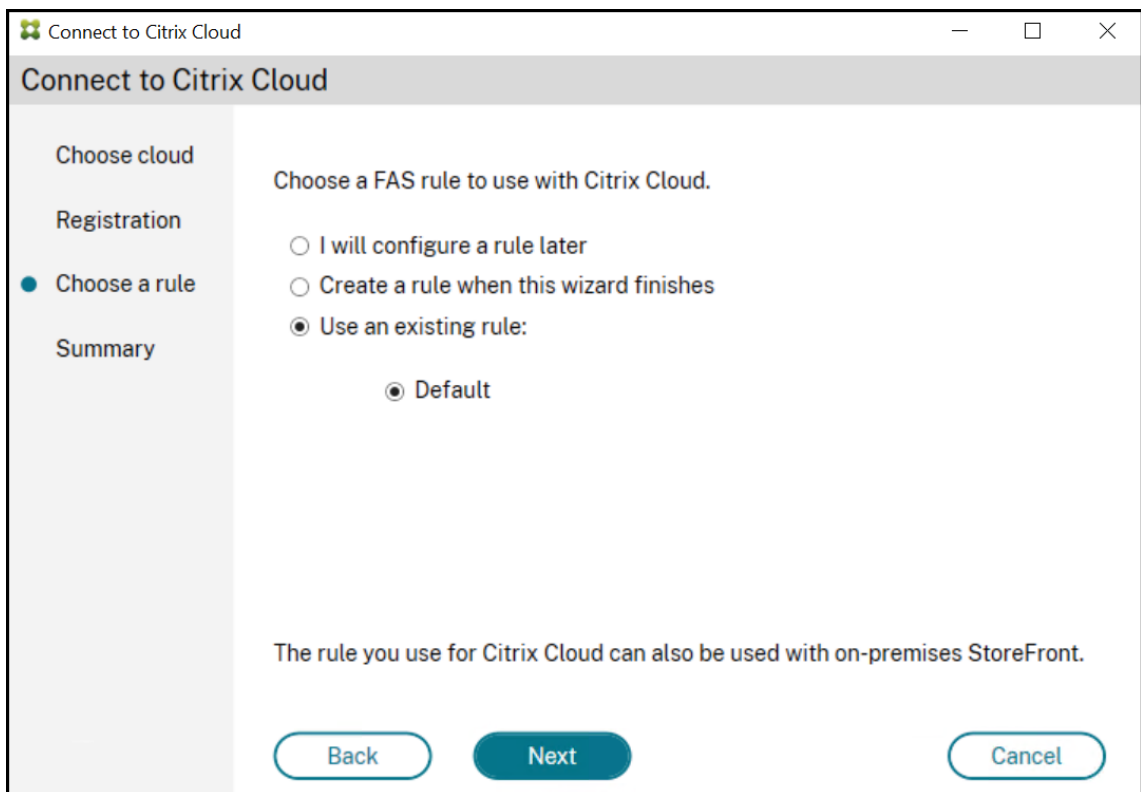 Connect to Citrix Cloud
Connect to Citrix Cloud
Choose cloud
Registration
Choose a rule
Summary
Choose a FAS rule to use with Citrix Cloud.
I will configure a rule later
Create a rule when this wizard finishes
Use an existing rule:
Default
The rule you use for Citrix Cloud can also be used with on-premises StoreFront.
Back
Next
Cancel